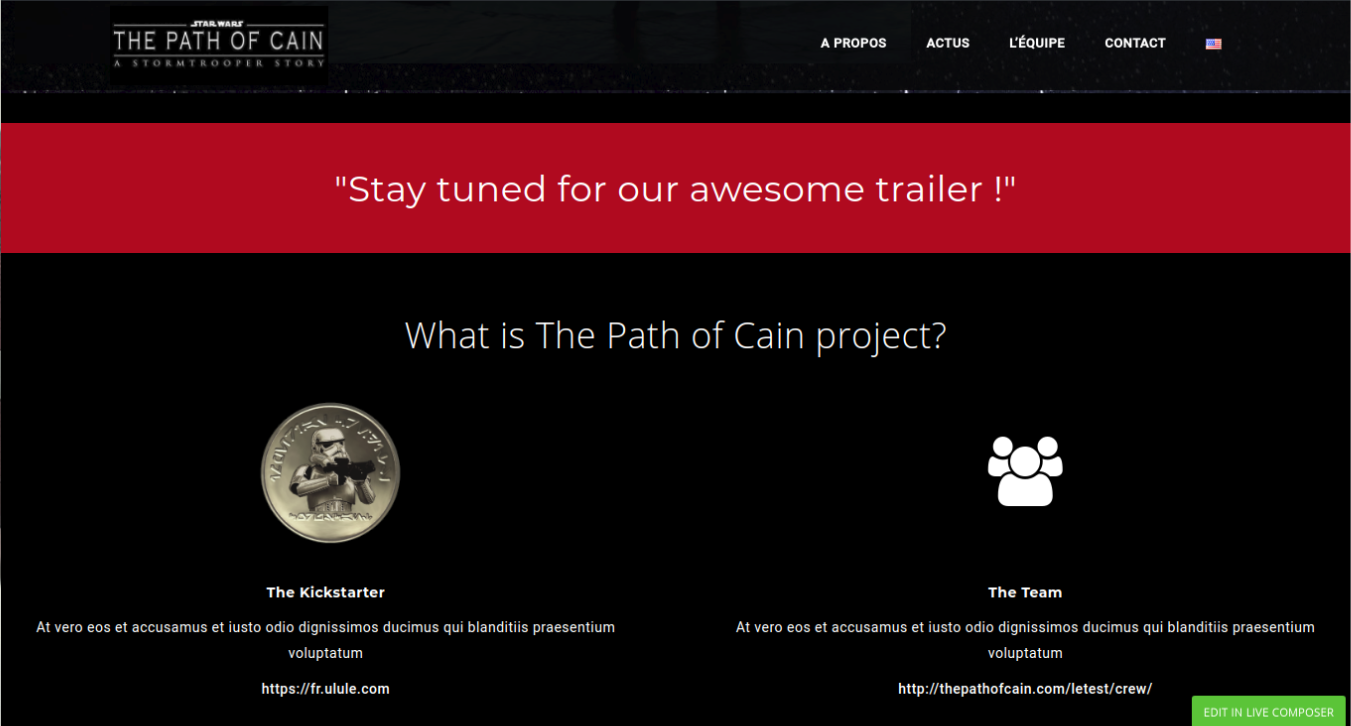 STAR WARS
THE PATH OF CAIN
A STORMTROOPER STORY
A PROPOS ACTUS L'ÉQUIPE CONTACT
"Stay tuned for our awesome trailer !"
What is The Path of Cain project?
The Kickstarter
At vero eos et accusamus et iusto odio dignissimos ducimus qui blanditiis praesentium
voluptatum
https://fr.ulule.com
The Team
At vero eos et accusamus et iusto odio dignissimos ducimus qui blanditiis praesentium
voluptatum
http://thepathofcain.com/letest/crew/
EDIT IN LIVE COMPOSER